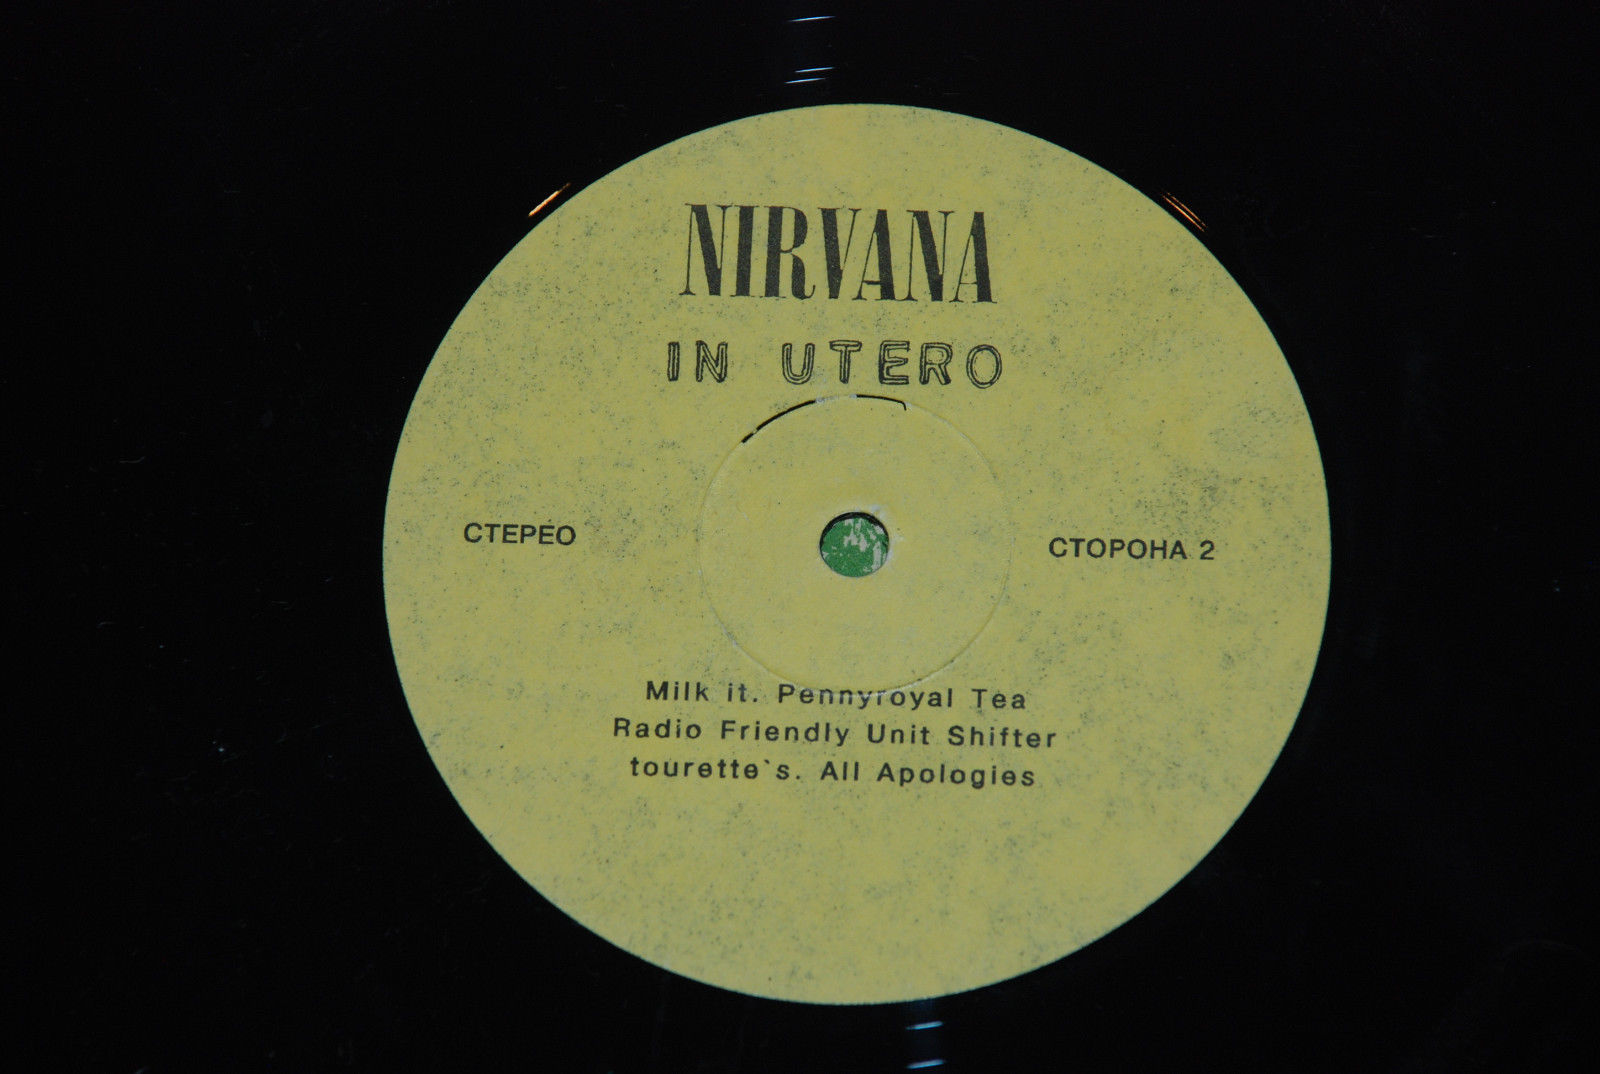 NIRVANA
IN UTERO
СТЕРЕО
СТОРОНА 2
Milk it. Pennyroyal Tea
Radio Friendly Unit Shifter
tourette`s. All Apologies